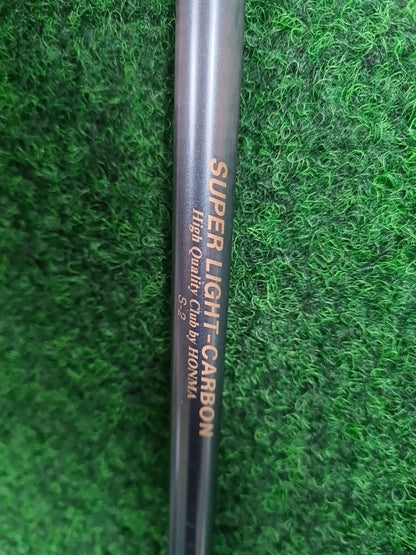 SUPER LIGHT-CARBON
High Quality Club by HONMA
S-2